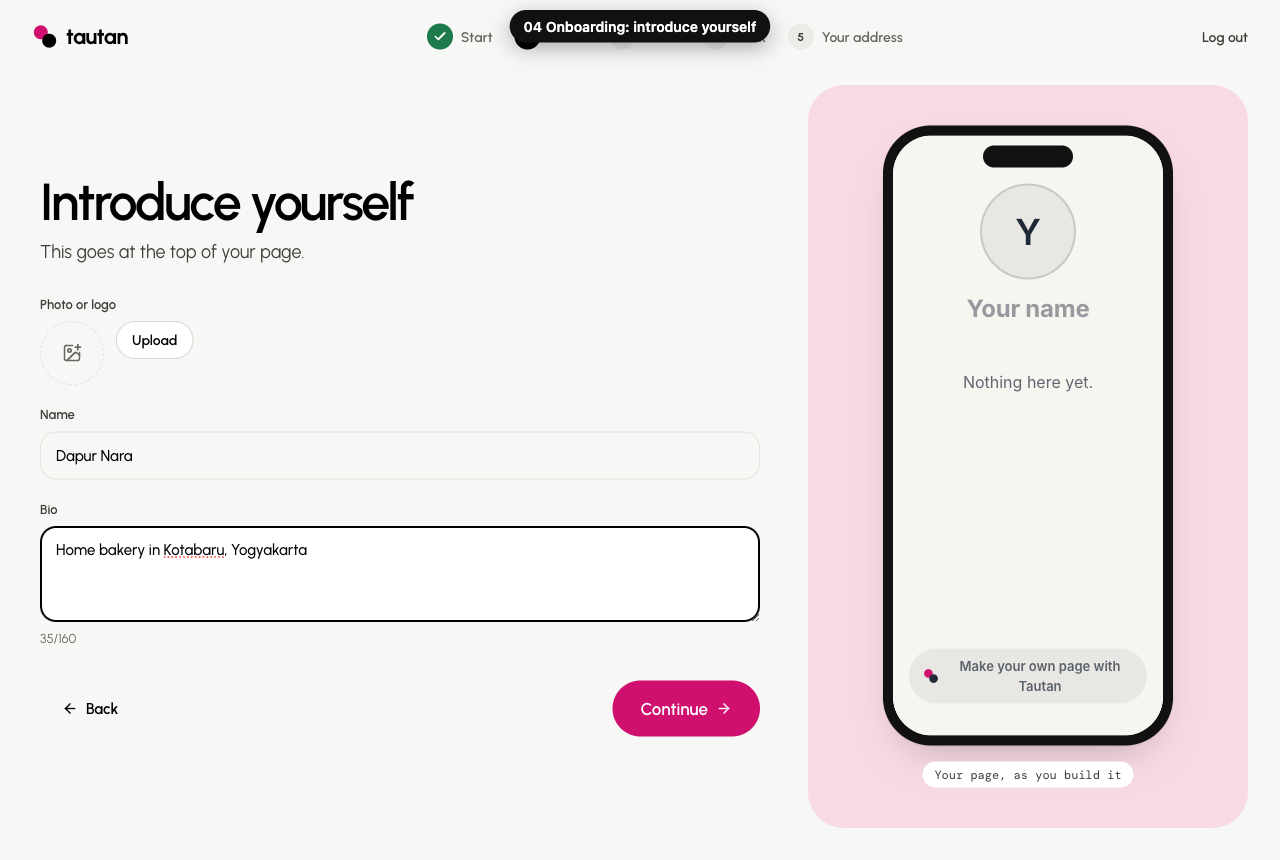 tautan
Start
04 Onboarding: introduce yourself
5 Your address
Log out
Introduce yourself
This goes at the top of your page.
Photo or logo
Upload
Name
Dapur Nara
Bio
Home bakery in Kotabaru, Yogyakarta
35/160
Back
Continue
Y
Your name
Nothing here yet.
Make your own page with
Tautan
Your page, as you build it